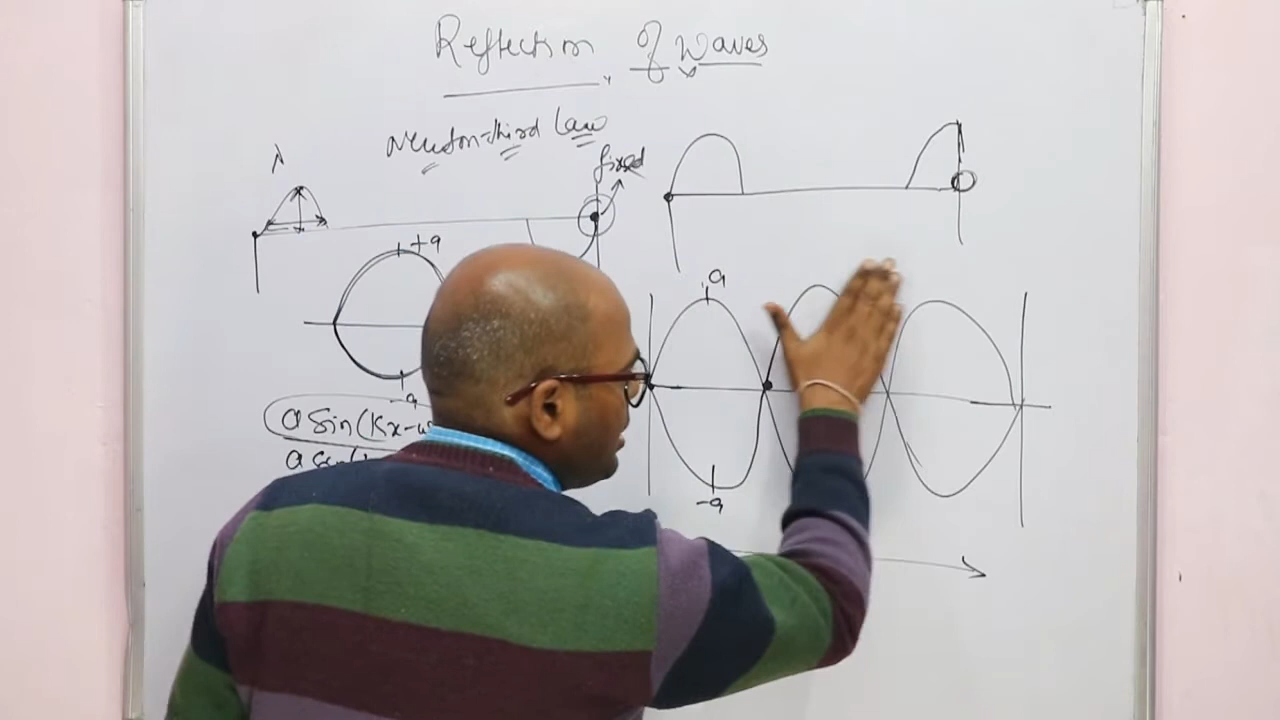 Reflection of Waves
Newton-third Law
λ
fixed
+a
-a
a sin(Kx-ω
a
-a